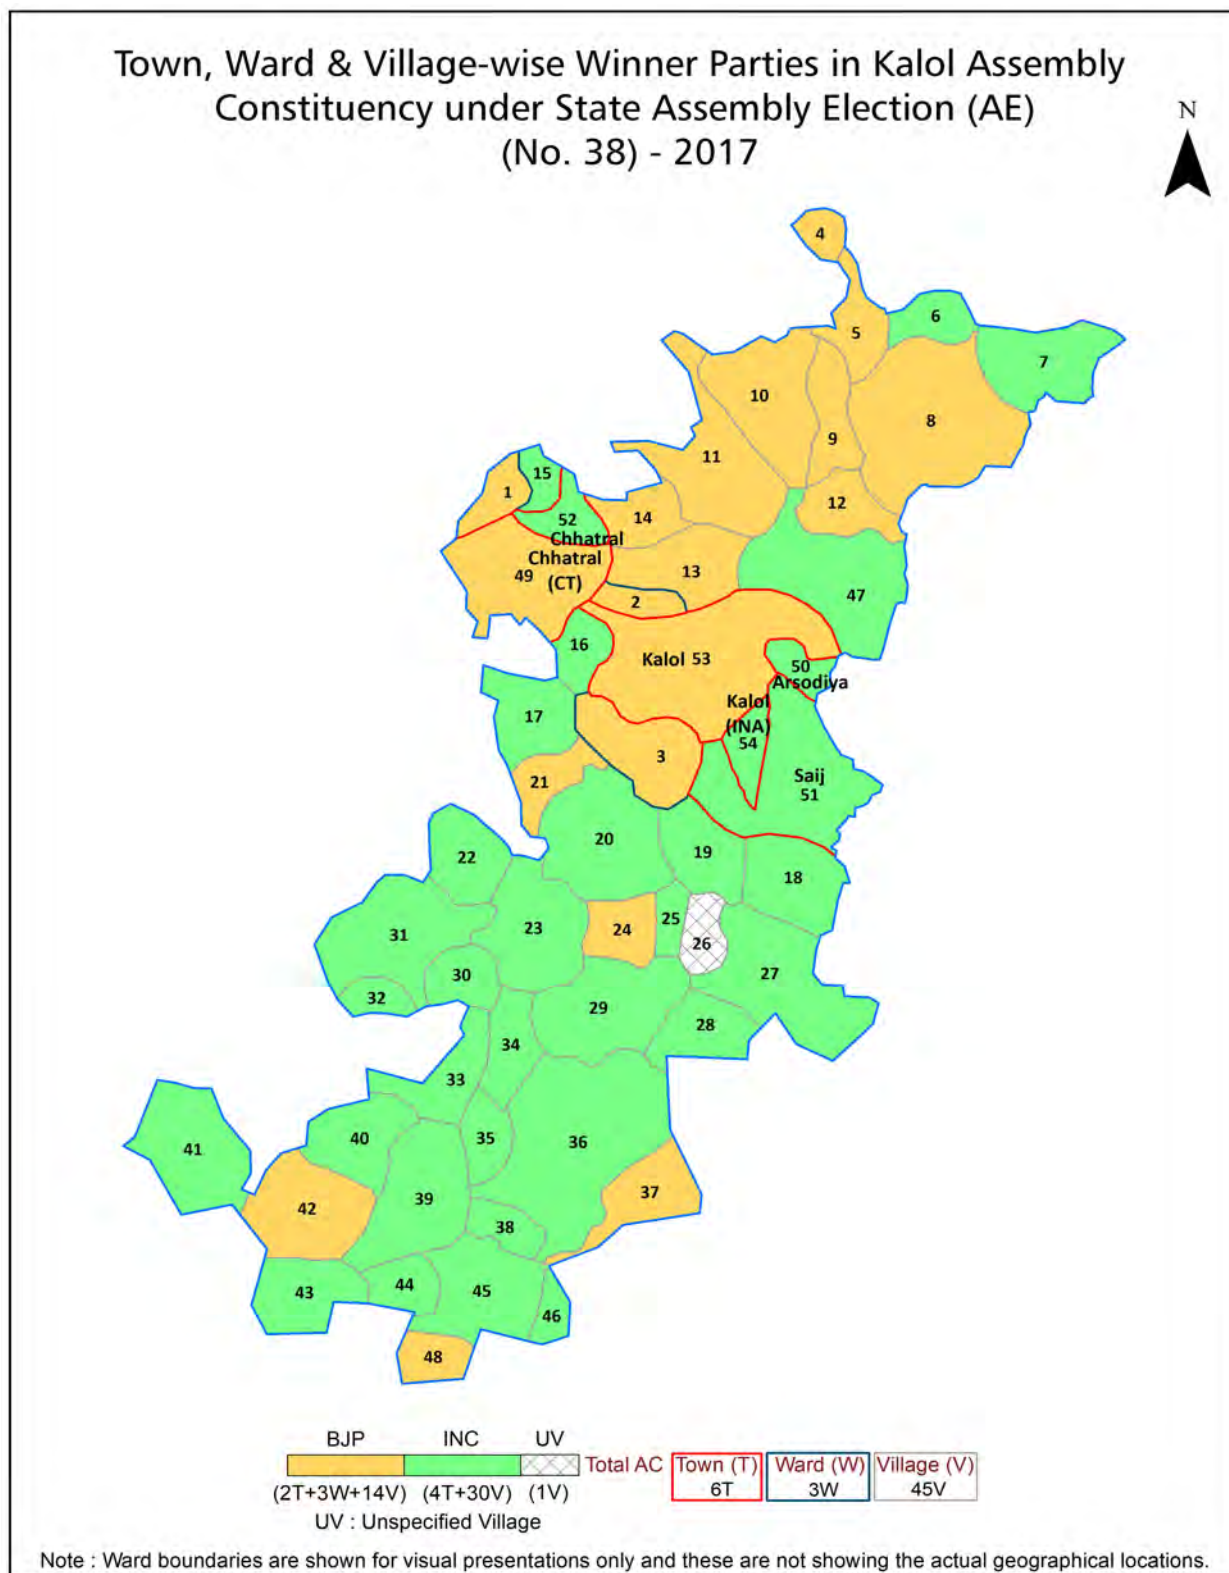 Town, Ward & Village-wise Winner Parties in Kalol Assembly
Constituency under State Assembly Election (AE)
(No. 38) - 2017
N
4
5
6
7
10
8
9
11
15
1
12
52
14
Chhatral
Chhatral
49
(CT)
13
2
47
16
Kalol 53
50
Arsodiya
Kalol
(INA)
54
17
3
21
Saij
51
20
19
22
18
25
23
24
31
26
30
27
32
29
28
34
33
40
35
36
41
37
39
42
38
44
45
43
46
48
BJP
INC
UV
Total AC
Town (T)
Ward (W)
Village (V)
6T
3W
45V
(2T+3W+14V)
(4T+30V)
(1V)
UV : Unspecified Village
Note : Ward boundaries are shown for visual presentations only and these are not showing the actual geographical locations.